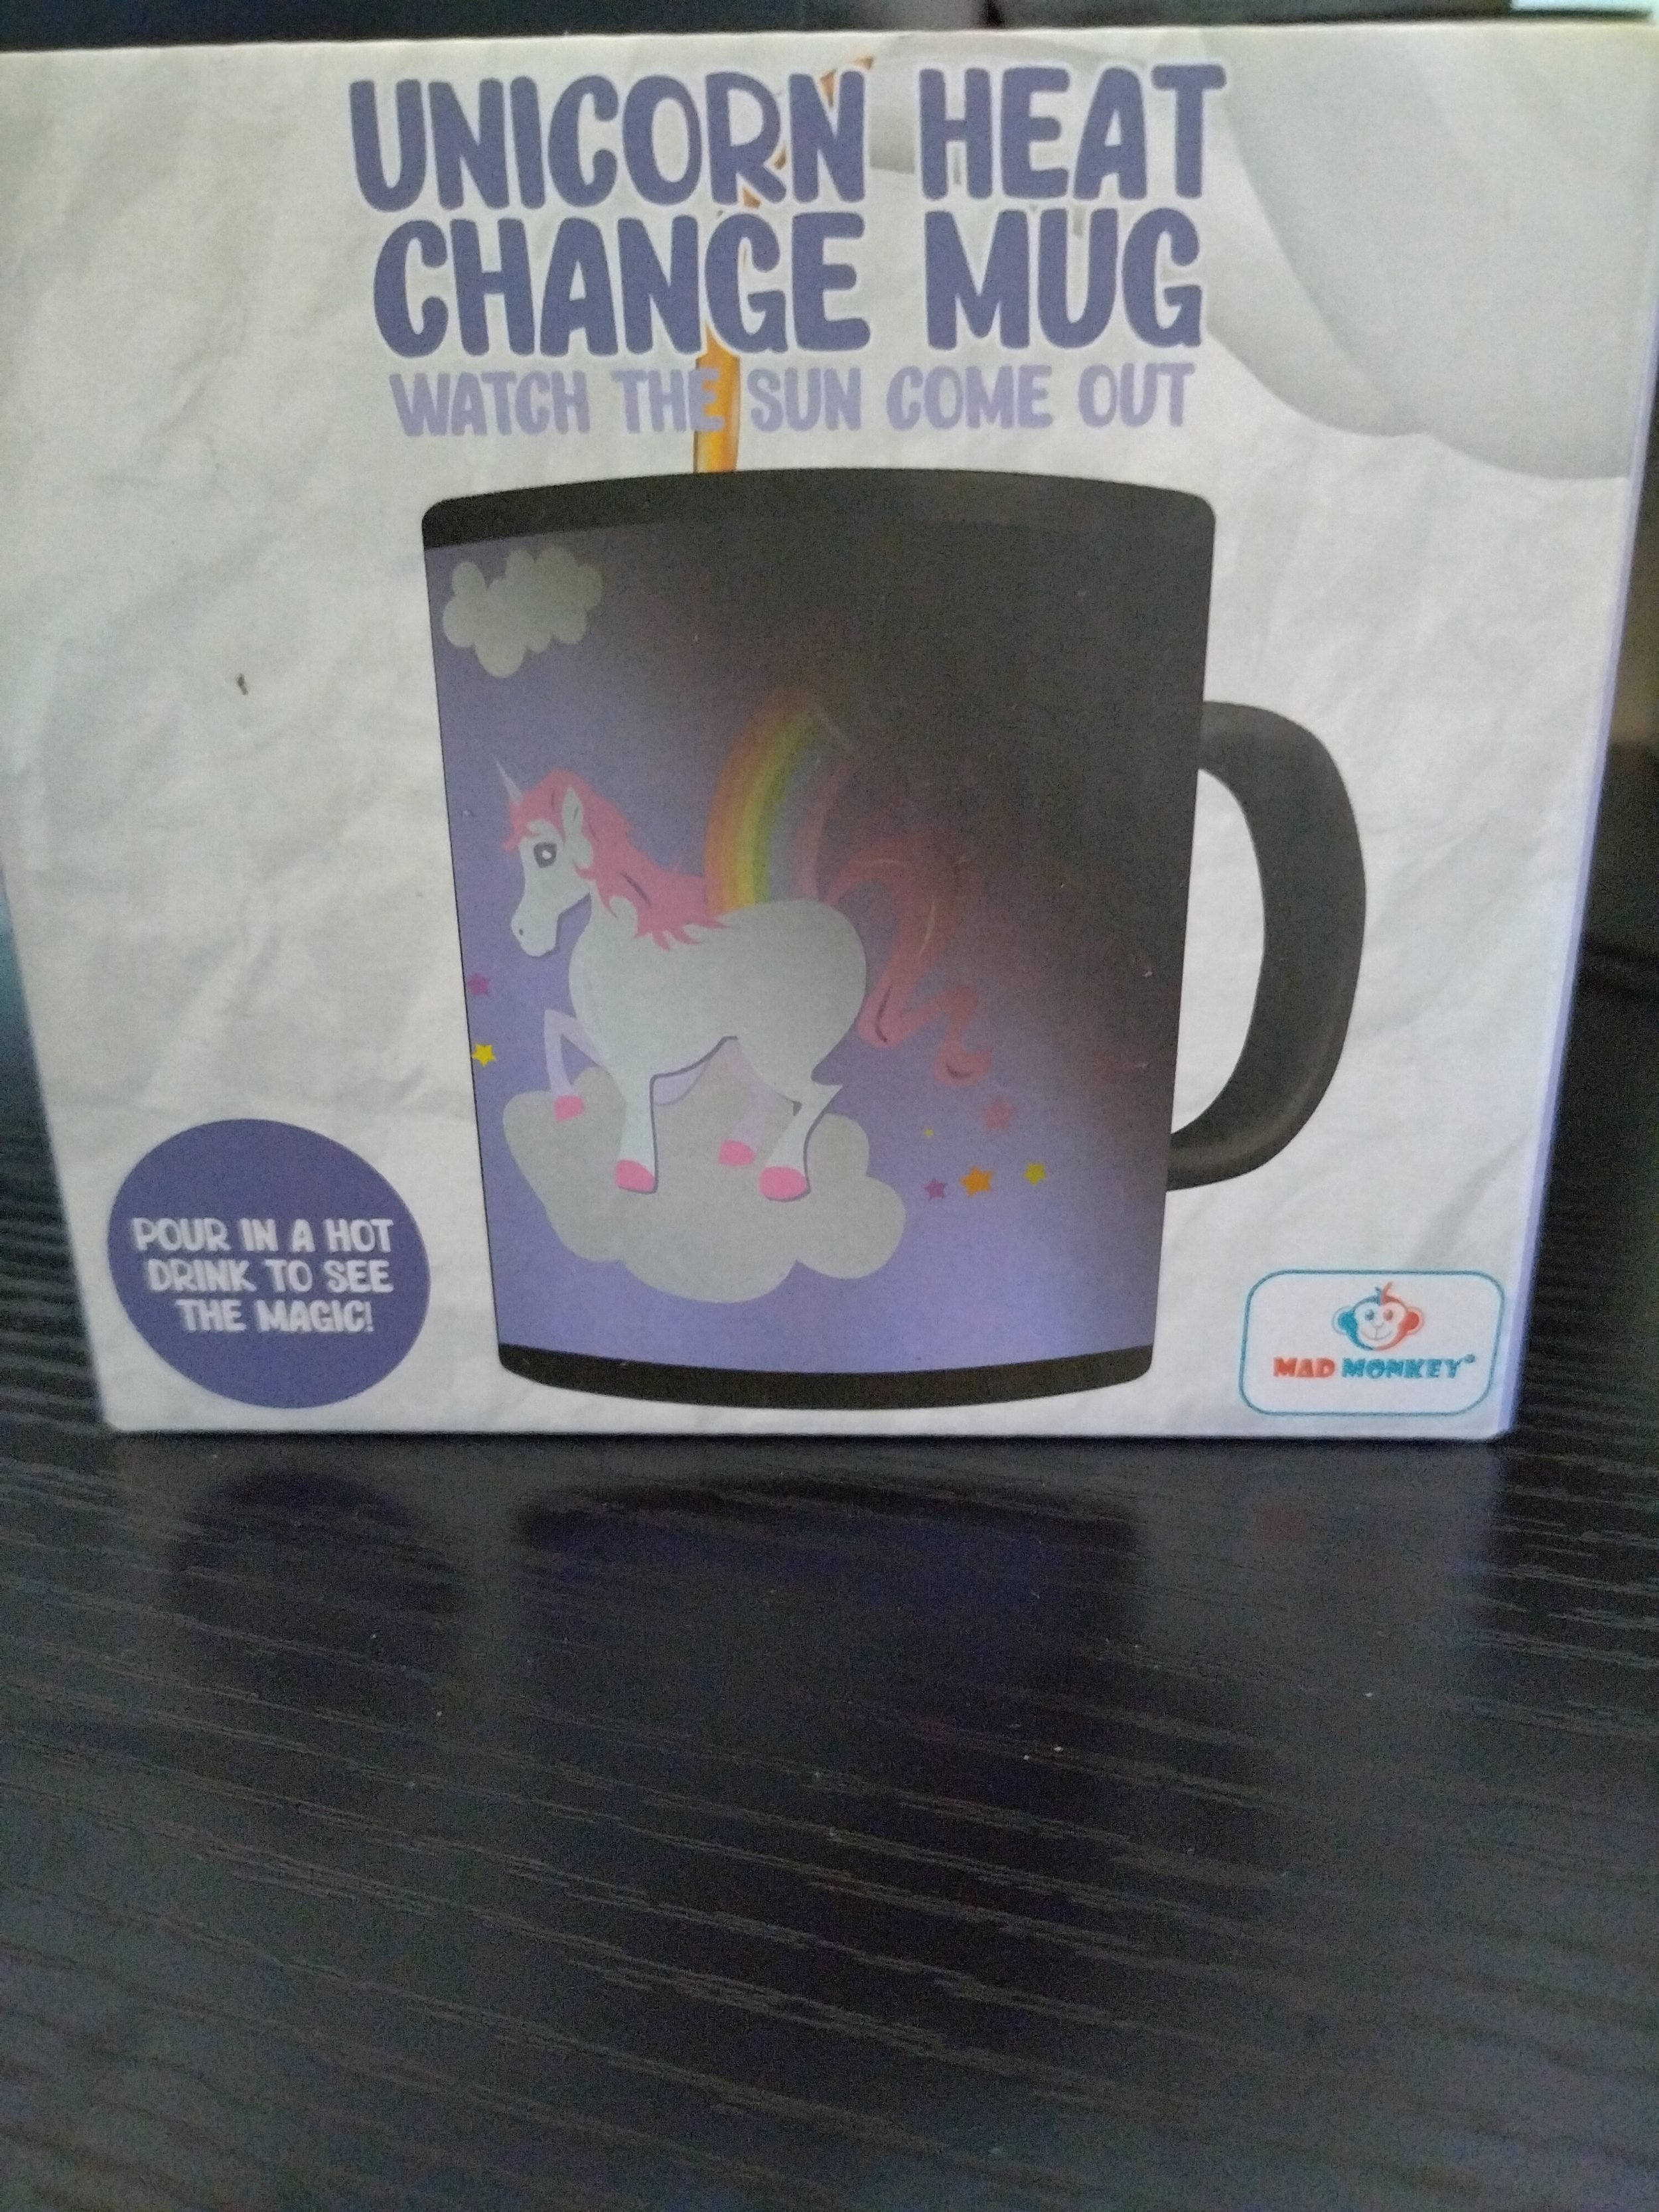 UNICORN HEAT
CHANGE MUG
WATCH THE SUN COME OUT
POUR IN A HOT
DRINK TO SEE
THE MAGIC!
MAD MONKEY®